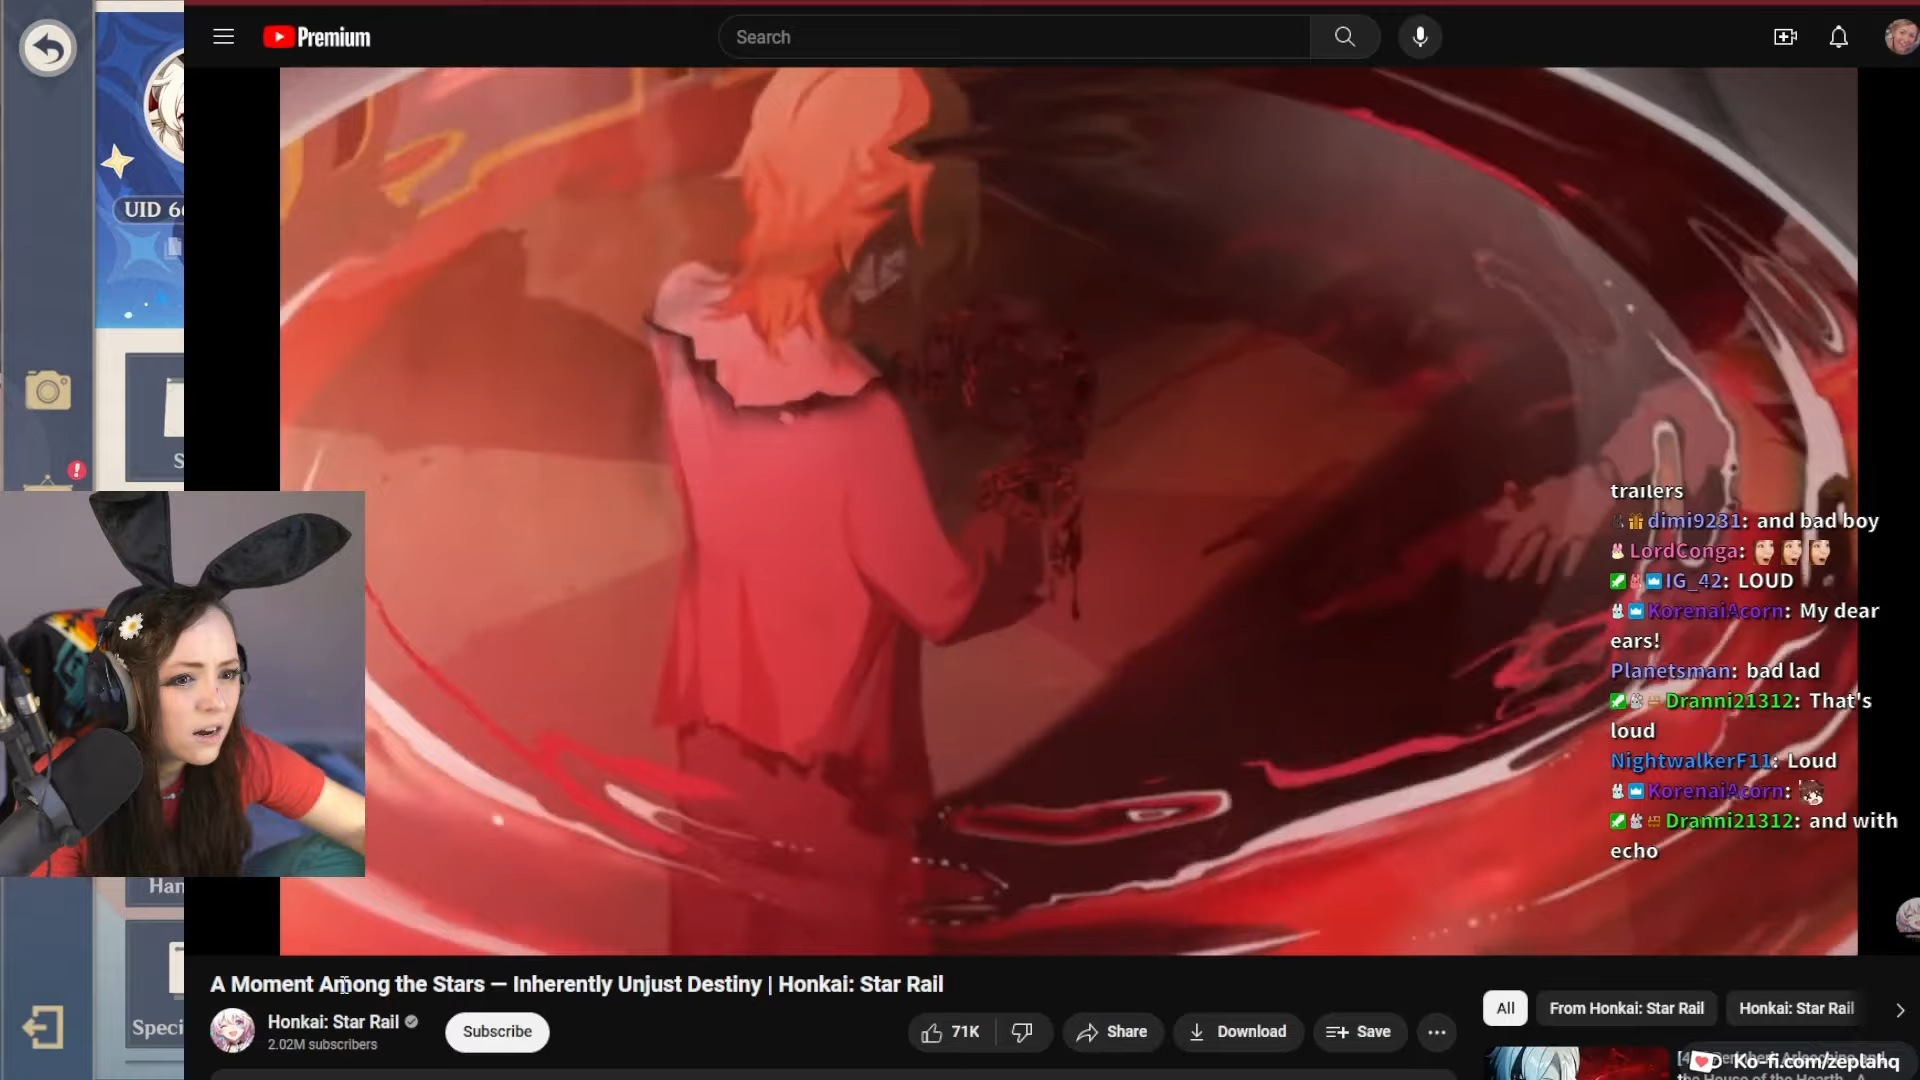 Premium
Search
UID 6
trailers
dimi9231: and bad boy
LordConga:
IG_42: LOUD
KorenaiAcorn: My dear
ears!
Planetsman: bad lad
Dranni21312: That's
loud
NightwalkerF11: Loud
KorenaiAcorn:
Dranni21312: and with
echo
S
Han
Speci
A Moment Among the Stars — Inherently Unjust Destiny | Honkai: Star Rail
Honkai: Star Rail
2.02M subscribers
Subscribe
71K
Share
Download
Save
All
From Honkai: Star Rail
Honkai: Star Rail
Ko-fi.com/zeplahq